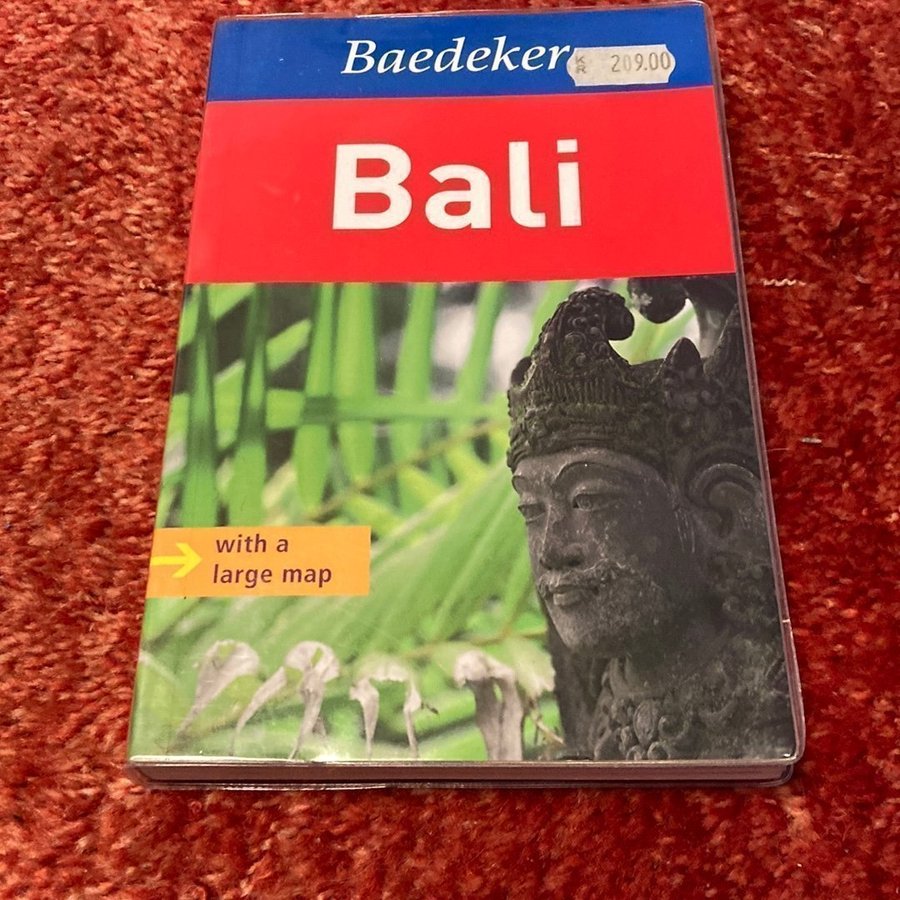 Baedeker
KR 209.00
Bali
with a
large map